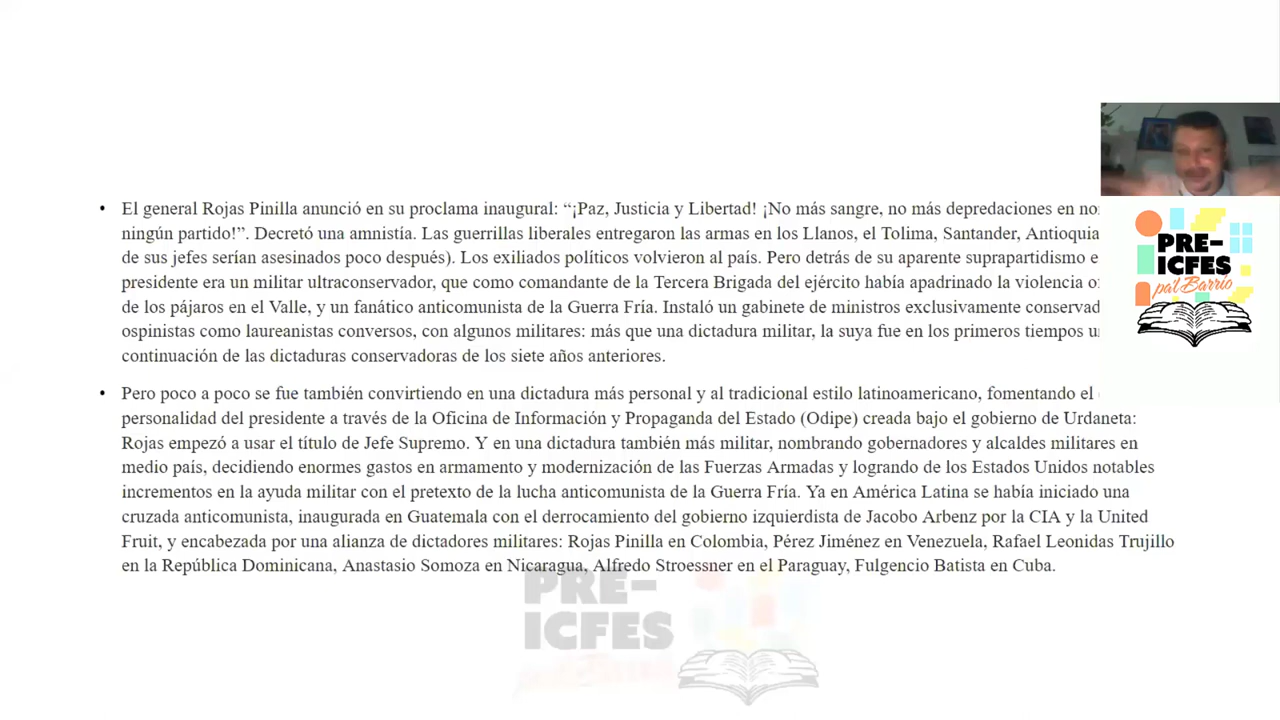 • El general Rojas Pinilla anunció en su proclama inaugural: “¡Paz, Justicia y Libertad! ¡No más sangre, no más depredaciones en
ningún partido!”. Decretó una amnistía. Las guerrillas liberales entregaron las armas en los Llanos, el Tolima, Santander, Antioquia
de sus jefes serían asesinados poco después). Los exiliados políticos volvieron al país. Pero detrás de su aparente suprapartidismo
presidente era un militar ultraconservador, que como comandante de la Tercera Brigada del ejército había apadrinado la violencia
de los pájaros en el Valle, y un fanático anticomunista de la Guerra Fría. Instaló un gabinete de ministros exclusivamente
ospinistas como laureanistas conversos, con algunos militares: más que una dictadura militar, la suya fue en los primeros tiempos
continuación de las dictaduras conservadoras de los siete años anteriores.
• Pero poco a poco se fue también convirtiendo en una dictadura más personal y al tradicional estilo latinoamericano, fomentando el
personalidad del presidente a través de la Oficina de Información y Propaganda del Estado (Odipe) creada bajo el gobierno de Urdaneta:
Rojas empezó a usar el título de Jefe Supremo. Y en una dictadura también más militar, nombrando gobernadores y alcaldes militares en
medio país, decidiendo enormes gastos en armamento y modernización de las Fuerzas Armadas y logrando de los Estados Unidos notables
incrementos en la ayuda militar con el pretexto de la lucha anticomunista de la Guerra Fría. Ya en América Latina se había iniciado una
cruzada anticomunista, inaugurada en Guatemala con el derrocamiento del gobierno izquierdista de Jacobo Arbenz por la CIA y la United
Fruit, y encabezada por una alianza de dictadores militares: Rojas Pinilla en Colombia, Pérez Jiménez en Venezuela, Rafael Leonidas Trujillo
en la República Dominicana, Anastasio Somoza en Nicaragua, Alfredo Stroessner en el Paraguay, Fulgencio Batista en Cuba.
PRE-
ICFES
pal Barrio
PRE-
ICFES
pal Barrio